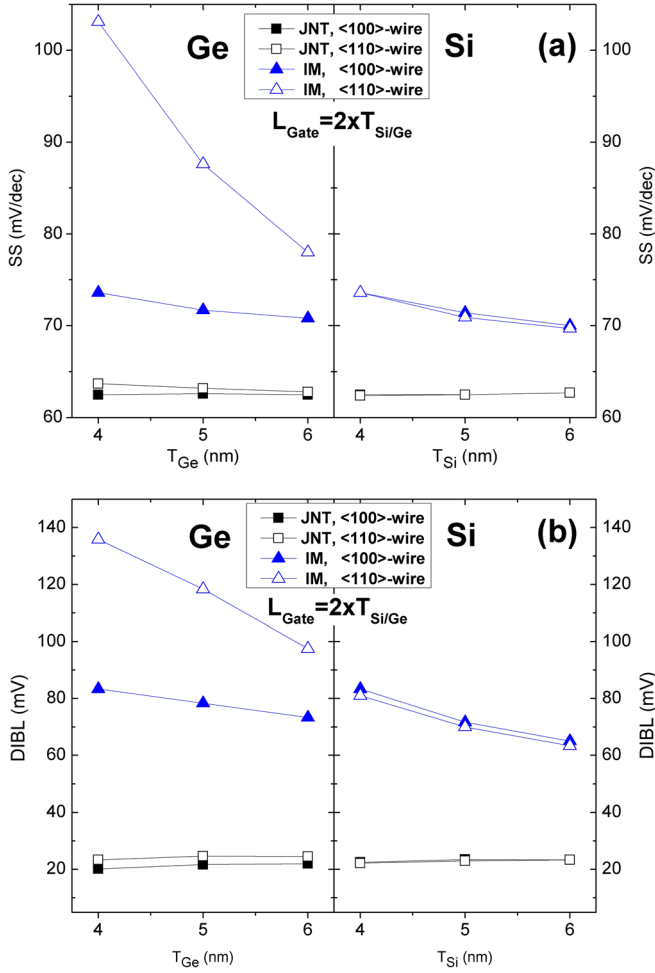 Ge
Si
(a)
JNT, <100>-wire
JNT, <110>-wire
IM, <100>-wire
IM, <110>-wire
L_Gate=2xT_Si/Ge
SS (mV/dec)
100
90
80
70
60
4 5 6
T_Ge (nm)
4 5 6
T_Si (nm)
100
90
80
70
60
SS (mV/dec)
Ge
Si
(b)
JNT, <100>-wire
JNT, <110>-wire
IM, <100>-wire
IM, <110>-wire
L_Gate=2xT_Si/Ge
DIBL (mV)
140
120
100
80
60
40
20
4 5 6
T_Ge (nm)
4 5 6
T_Si (nm)
140
120
100
80
60
40
20
DIBL (mV)